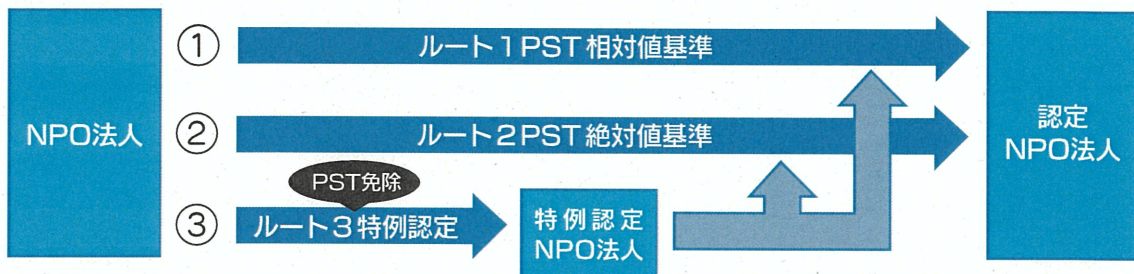 NPO法人
①
ルート1PST相対値基準
②
ルート2PST絶対値基準
PST免除
③
ルート3特例認定
特例認定
NPO法人
認定
NPO法人